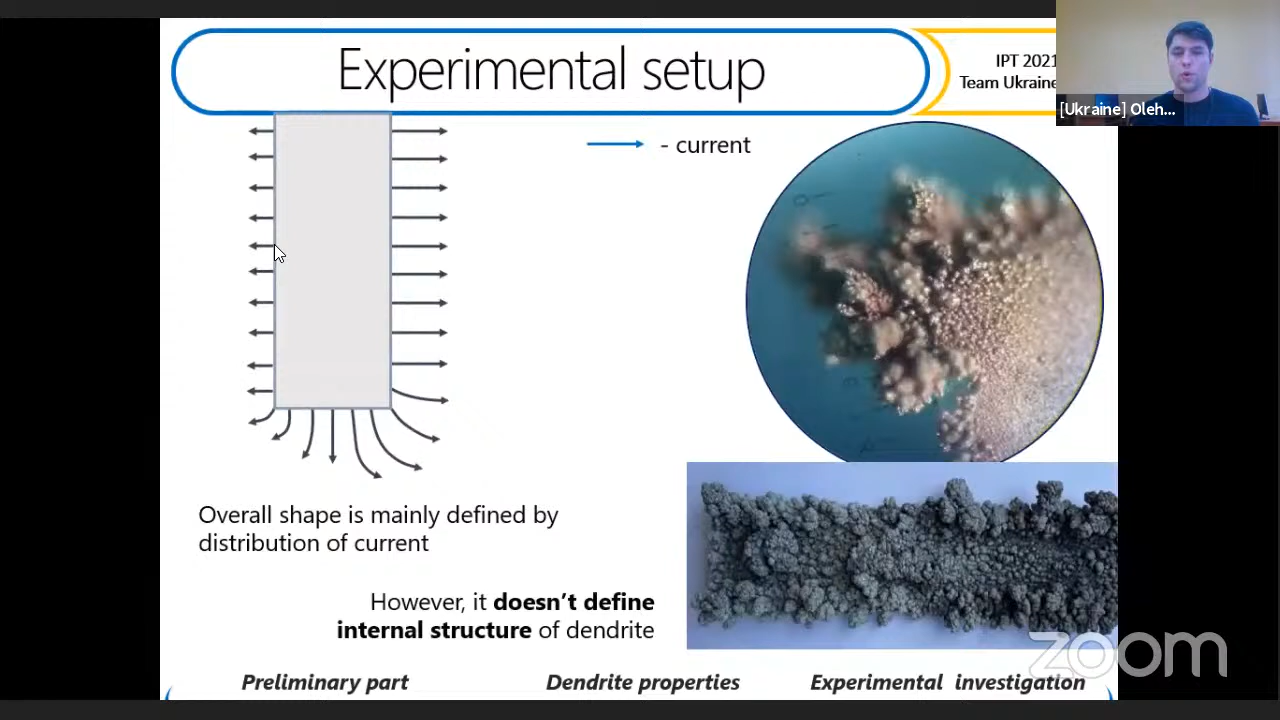 Experimental setup
IPT 2021
Team Ukraine
[Ukraine] Oleh...
- current
Overall shape is mainly defined by
distribution of current
However, it doesn't define
internal structure of dendrite
zoom
Preliminary part
Dendrite properties
Experimental investigation